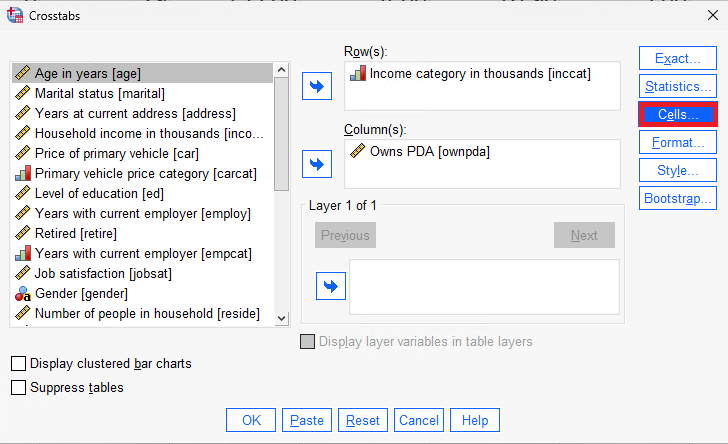 Crosstabs
Age in years [age]
Marital status [marital]
Years at current address [address]
Household income in thousands [inco...
Price of primary vehicle [car]
Primary vehicle price category [carcat]
Level of education [ed]
Years with current employer [employ]
Retired [retire]
Years with current employer [empcat]
Job satisfaction [jobsat]
Gender [gender]
Number of people in household [reside]
Display clustered bar charts
Suppress tables
Row(s):
Income category in thousands [inccat]
Column(s):
Owns PDA [ownpda]
Layer 1 of 1
Previous
Next
Display layer variables in table layers
Exact...
Statistics...
Cells...
Format...
Style...
Bootstrap...
OK
Paste
Reset
Cancel
Help